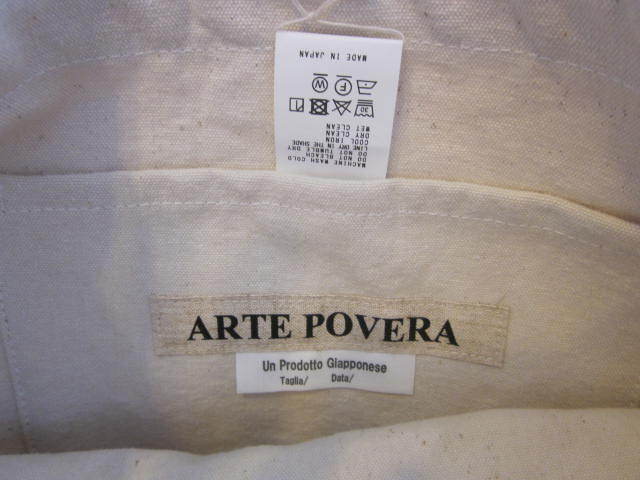 MACHINE WASH COLD
DO NOT BLEACH
DO NOT TUMBLE DRY
LINE DRY IN THE SHADE
COOL IRON
DRY CLEAN
WET CLEAN
30
F
W
MADE IN JAPAN
ARTE POVERA
Un Prodotto Giapponese
Taglia/ Data/